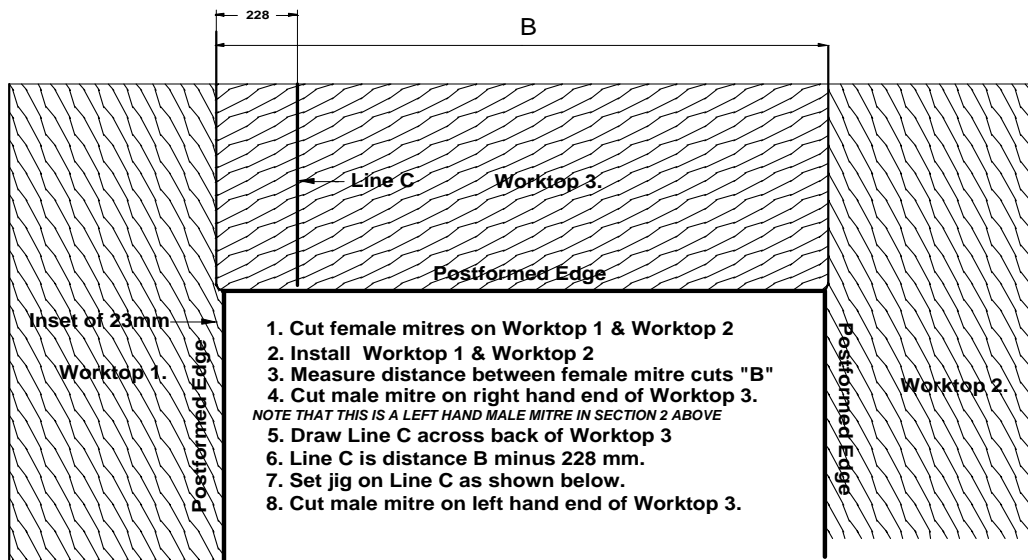 228
B
Line C
Worktop 3.
Postformed Edge
Inset of 23mm
Worktop 1.
Postformed Edge
1. Cut female mitres on Worktop 1 & Worktop 2
2. Install Worktop 1 & Worktop 2
3. Measure distance between female mitre cuts "B"
4. Cut male mitre on right hand end of Worktop 3.
NOTE THAT THIS IS A LEFT HAND MALE MITRE IN SECTION 2 ABOVE
5. Draw Line C across back of Worktop 3
6. Line C is distance B minus 228 mm.
7. Set jig on Line C as shown below.
8. Cut male mitre on left hand end of Worktop 3.
Postformed Edge
Worktop 2.